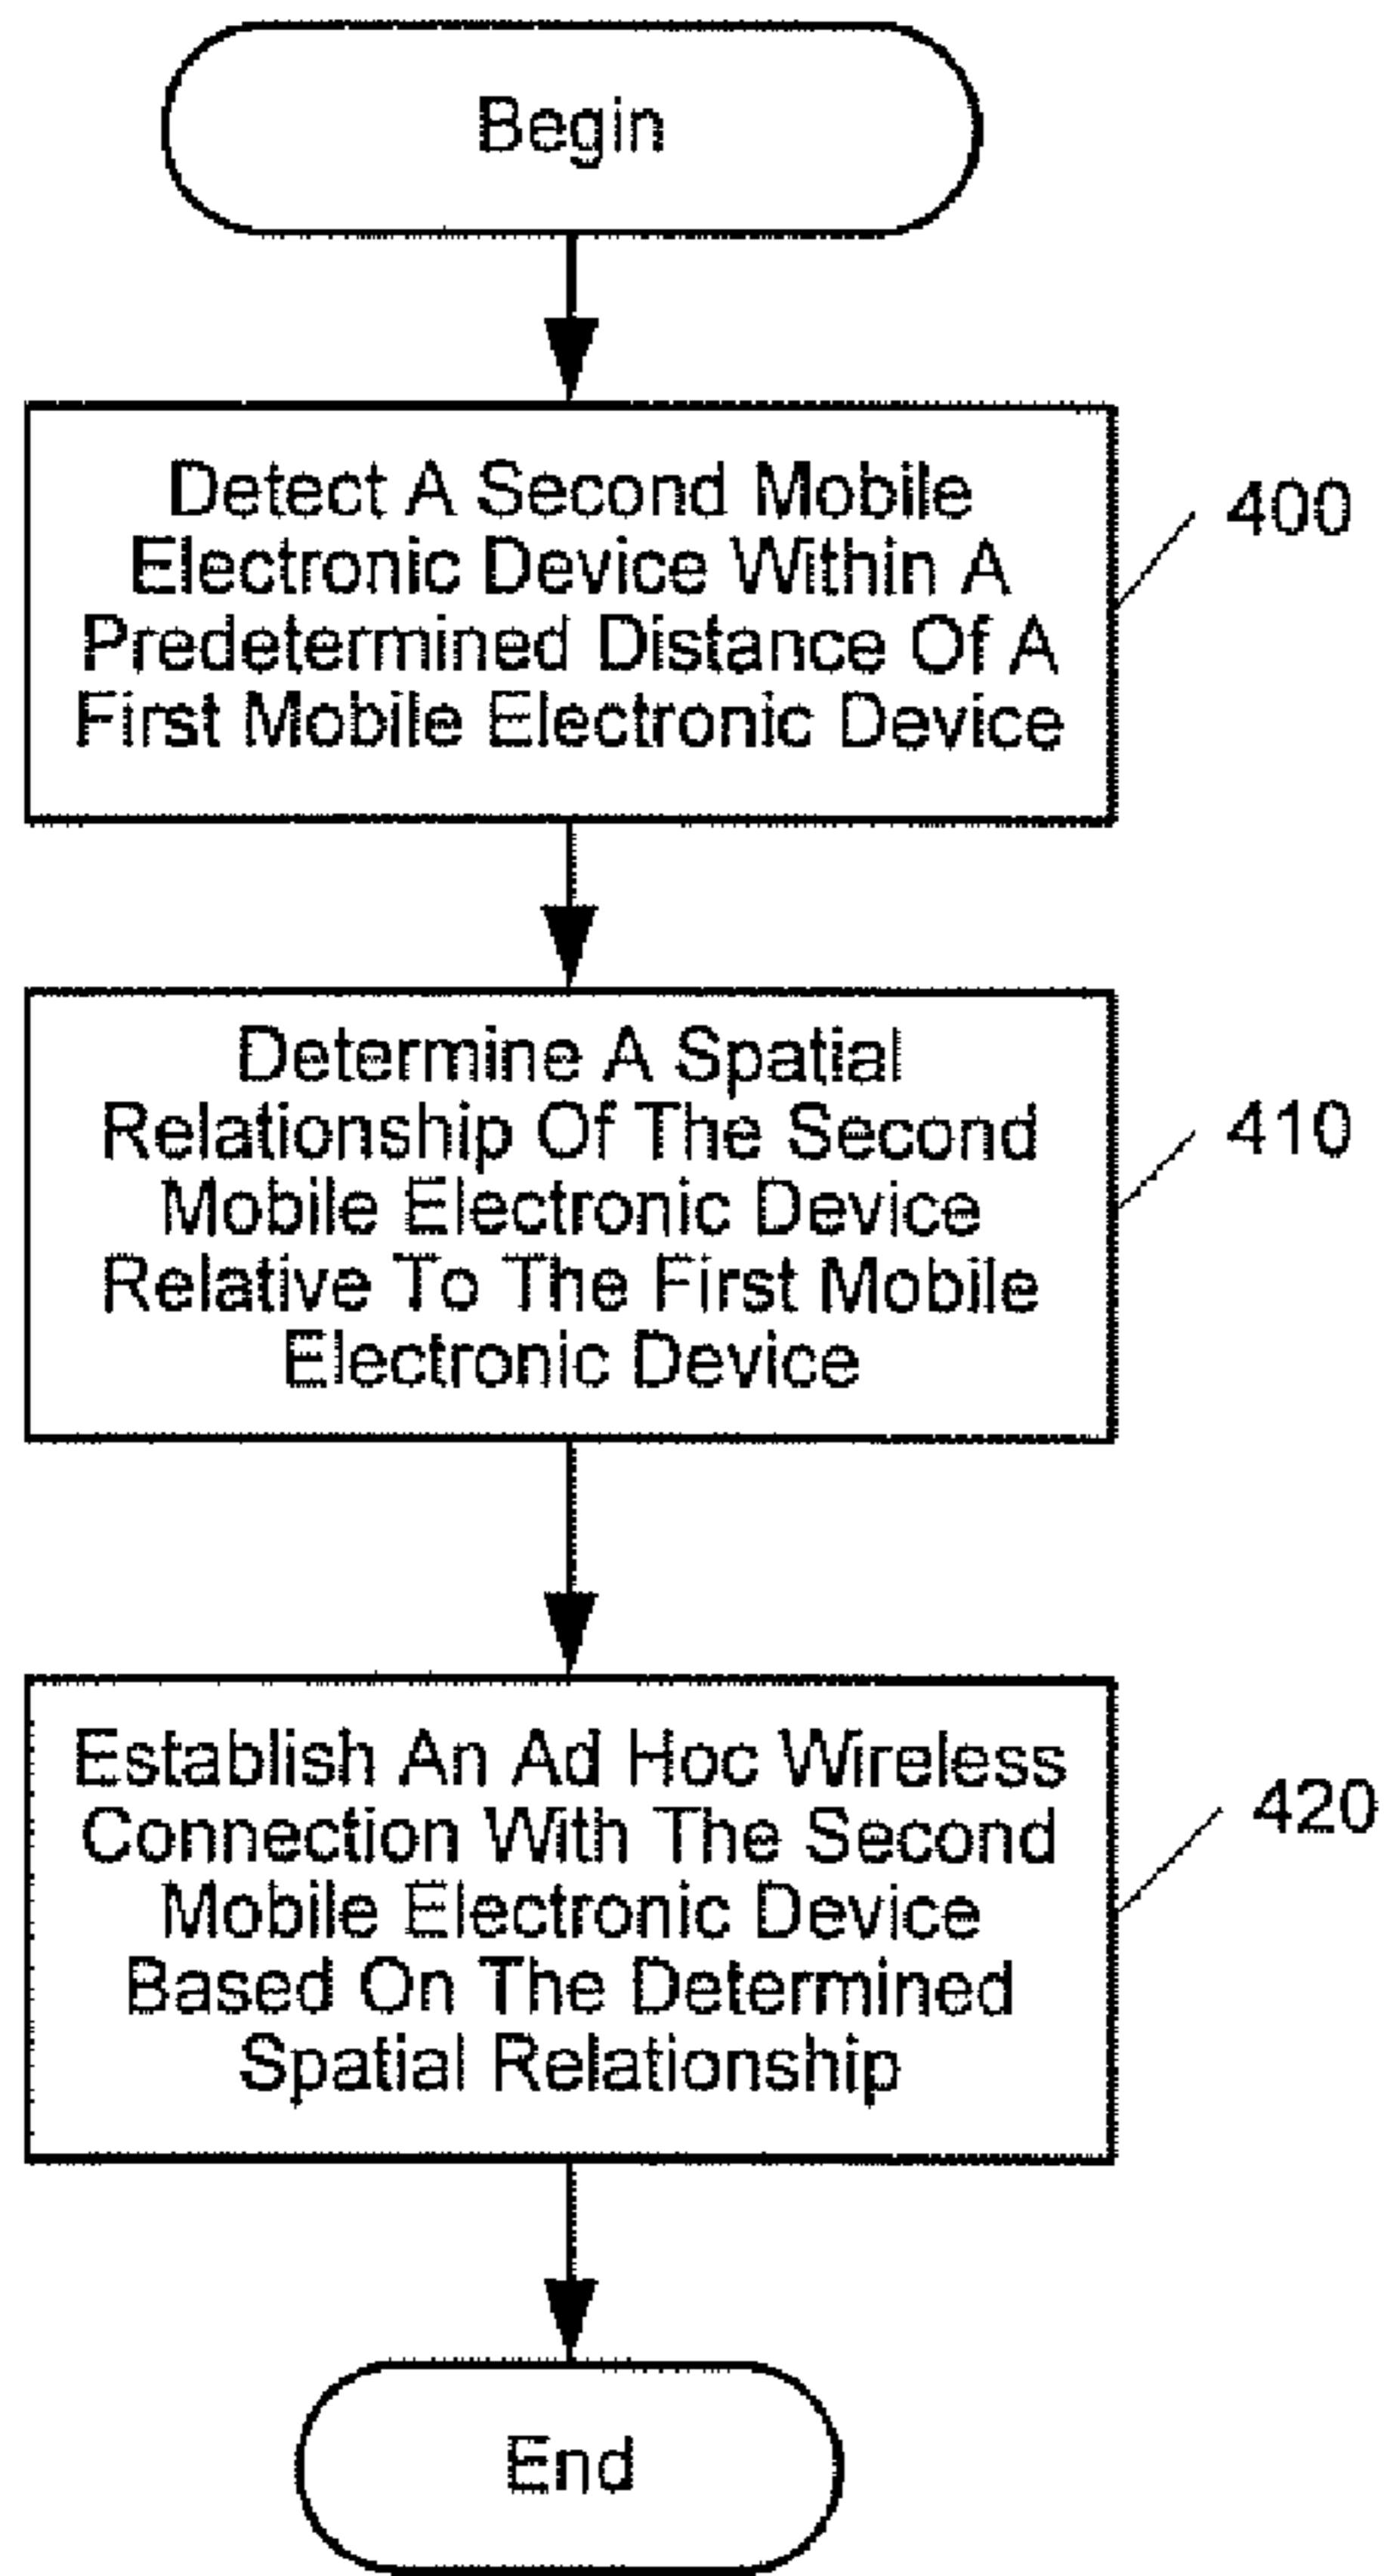 Begin
Detect A Second Mobile
Electronic Device Within A
Predetermined Distance Of A
First Mobile Electronic Device
400
Determine A Spatial
Relationship Of The Second
Mobile Electronic Device
Relative To The First Mobile
Electronic Device
410
Establish An Ad Hoc Wireless
Connection With The Second
Mobile Electronic Device
Based On The Determined
Spatial Relationship
420
End